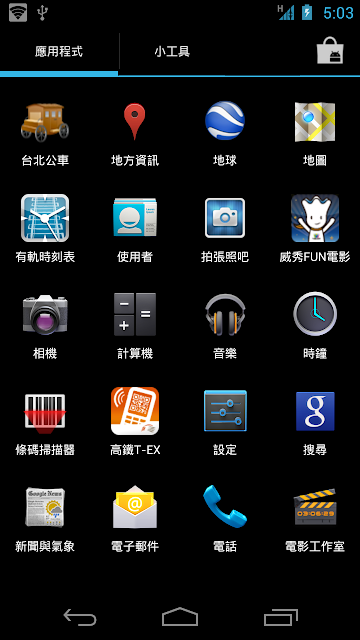 H 5:03
應用程式 小工具
台北公車 地方資訊 地球 地圖
有軌時刻表 使用者 拍張照吧 威秀FUN電影
相機 計算機 音樂 時鐘
條碼掃描器 高鐵T-EX 設定 搜尋
Google News
新聞與氣象 電子郵件 電話 電影工作室